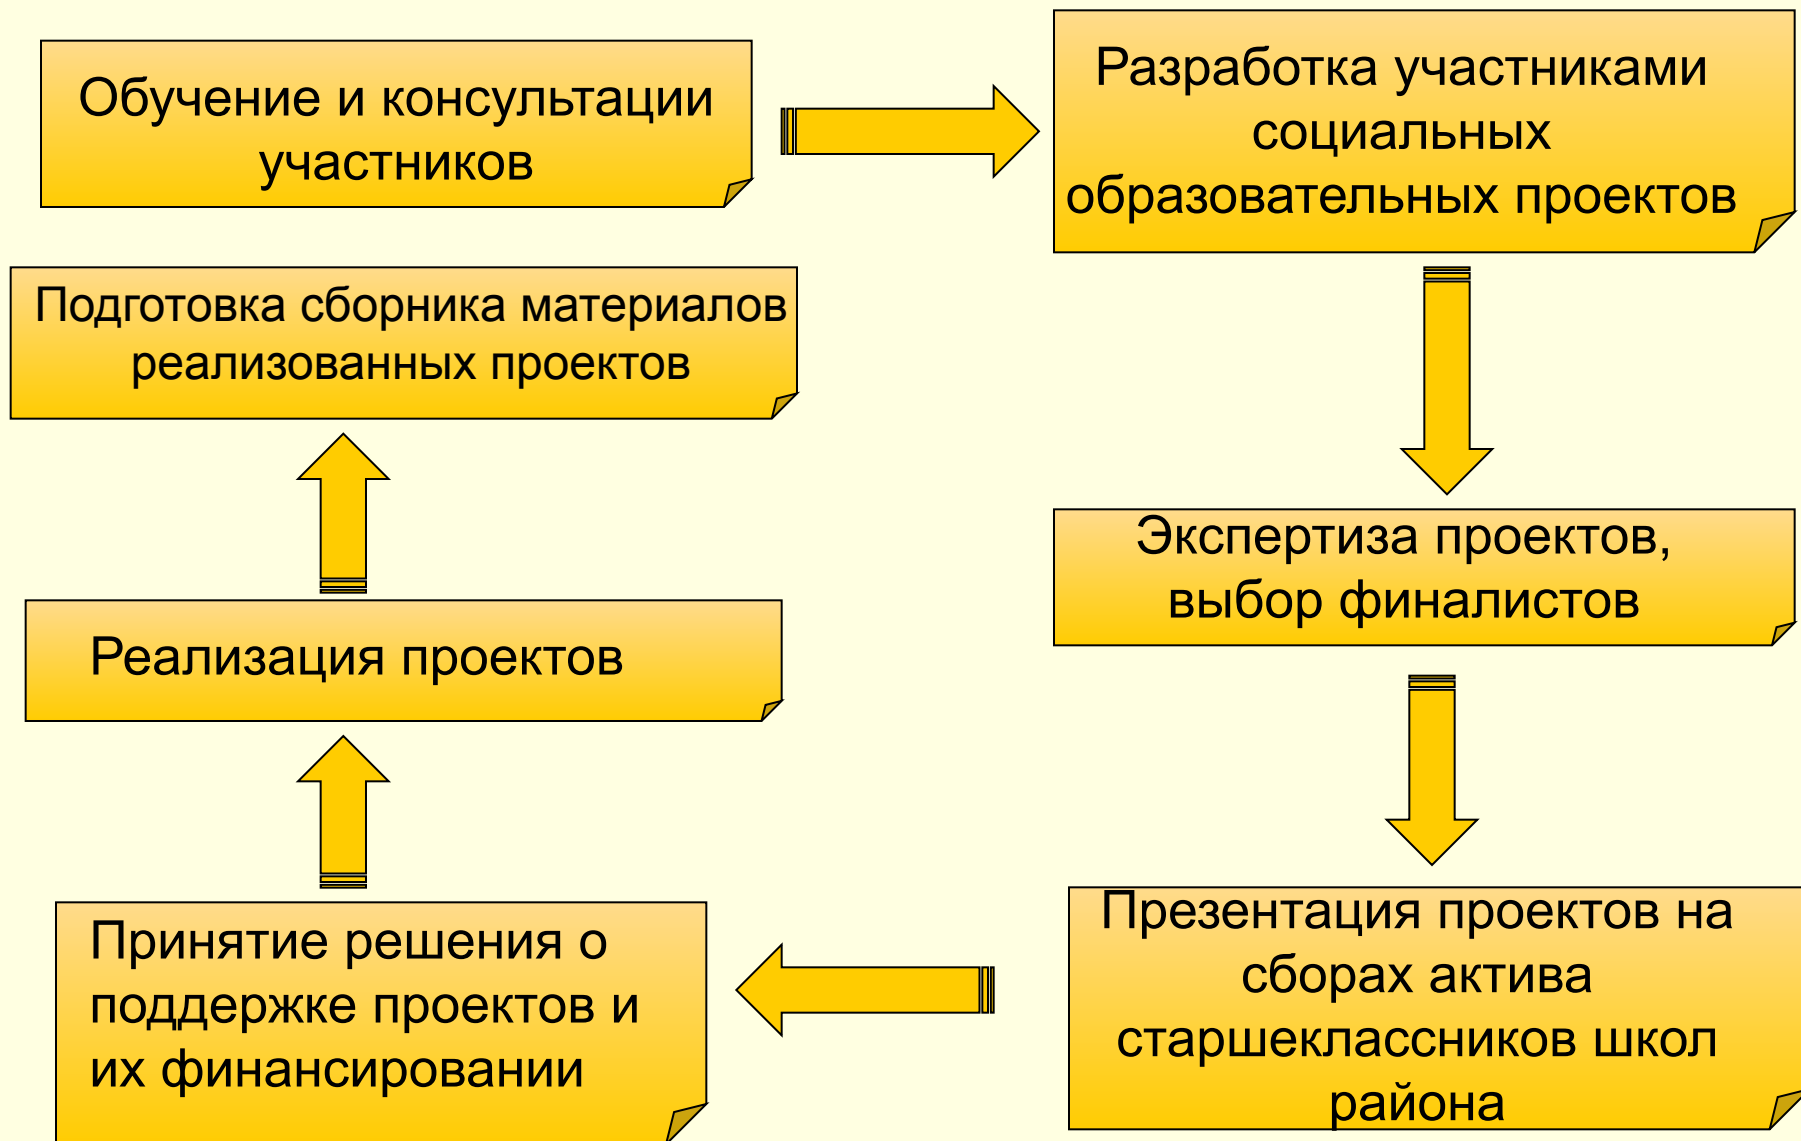 Обучение и консультации
участников
Разработка участниками
социальных
образовательных проектов
Подготовка сборника материалов
реализованных проектов
Экспертиза проектов,
выбор финалистов
Реализация проектов
Презентация проектов на
сборах актива
старшеклассников школ
района
Принятие решения о
поддержке проектов и
их финансировании